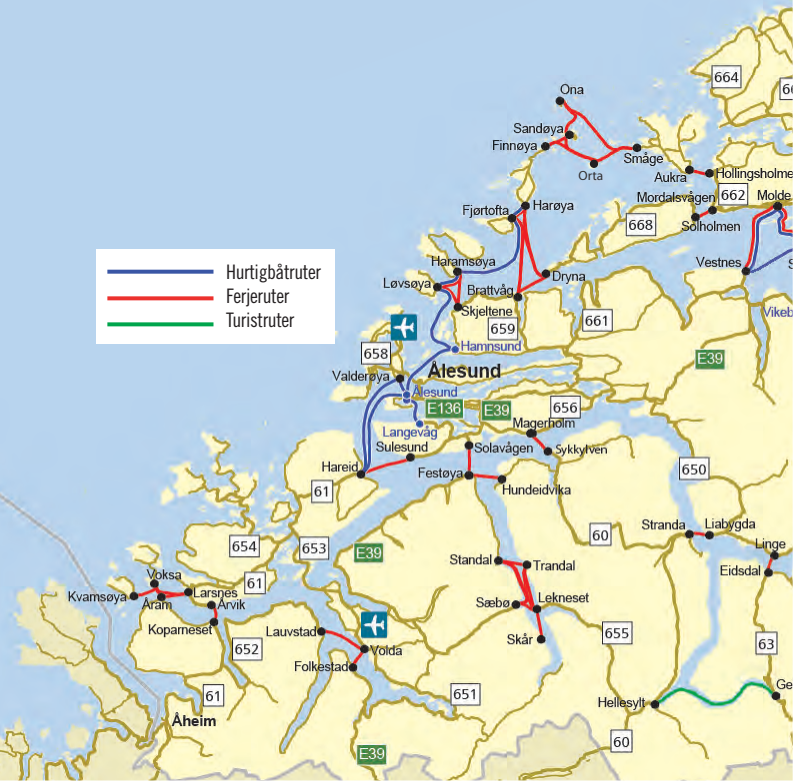 664
Ona
Sandøya
Finnøya
Småge
Orta
Aukra
Hollingsholme
Mordalsvågen
662
Molde
Harøya
Fjørtofta
668
Solholmen
Hurtigbåtruter
Ferjeruter
Turistruter
Haramsøya
Løvsøya
Brattvåg
Dryna
Vestnes
Skjeltene
659
661
Vikeb
Hamnsund
658
E39
Valderøya
Ålesund
Ålesund
E136
E39
656
Langevåg
Magerholm
Sulesund
Solavågen
Sykkylven
Hareid
Festøya
650
61
Hundeidvika
Stranda
Liabygda
60
654
653
E39
Linge
Standal
Trandal
Eidsdal
Voksa
61
Kvamsøya
Larsnes
Åram
Årvik
Sæbø
Lekneset
Koparneset
Lauvstad
655
Skår
63
652
Volda
Folkestad
61
651
Hellesylt
Ge
Åheim
E39
60